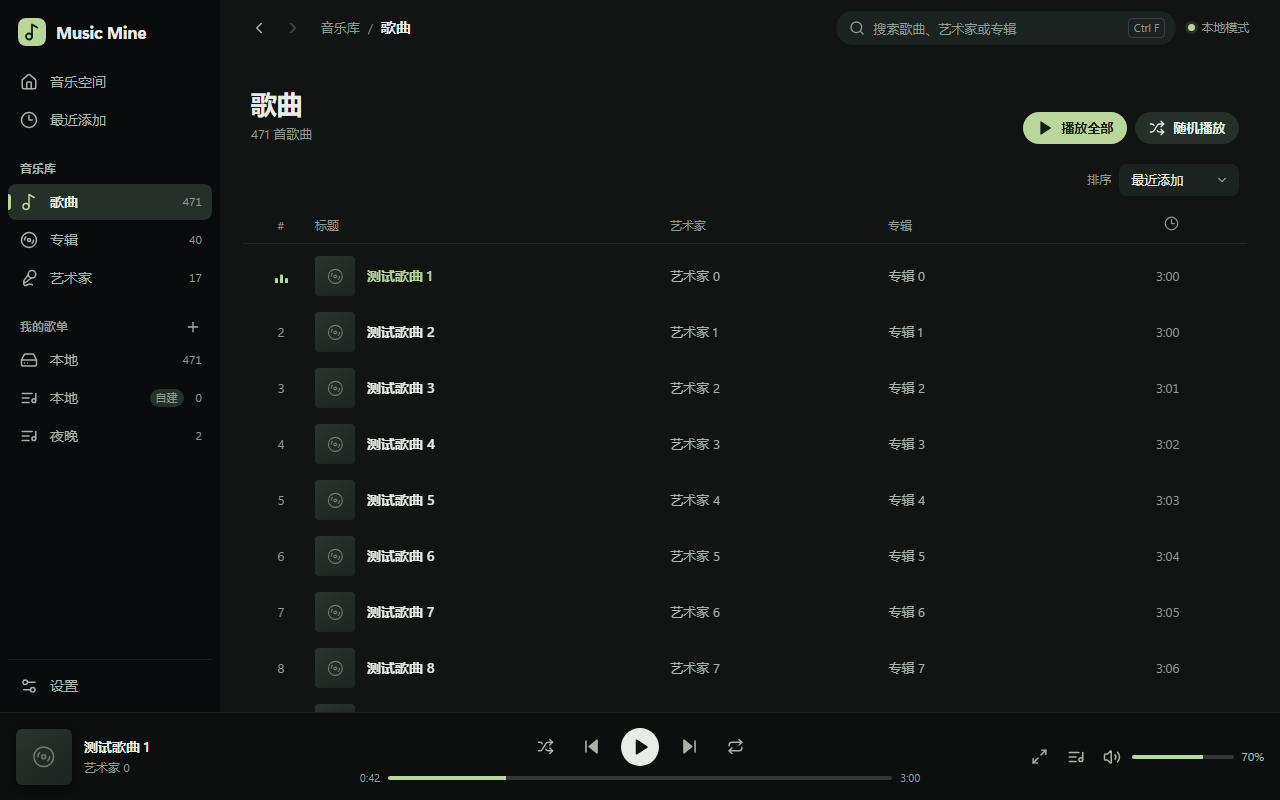 Music Mine
音乐空间
最近添加
音乐库
歌曲 471
专辑 40
艺术家 17
我的歌单
本地 471
本地 自建 0
夜晚 2
设置
音乐库 / 歌曲
搜索歌曲、艺术家或专辑 Ctrl F
本地模式
歌曲
471 首歌曲
播放全部
随机播放
排序 最近添加
# 标题 艺术家 专辑
测试歌曲 1 艺术家 0 专辑 0 3:00
2 测试歌曲 2 艺术家 1 专辑 1 3:00
3 测试歌曲 3 艺术家 2 专辑 2 3:01
4 测试歌曲 4 艺术家 3 专辑 3 3:02
5 测试歌曲 5 艺术家 4 专辑 4 3:03
6 测试歌曲 6 艺术家 5 专辑 5 3:04
7 测试歌曲 7 艺术家 6 专辑 6 3:05
8 测试歌曲 8 艺术家 7 专辑 7 3:06
测试歌曲 1
艺术家 0
0:42 3:00
70%